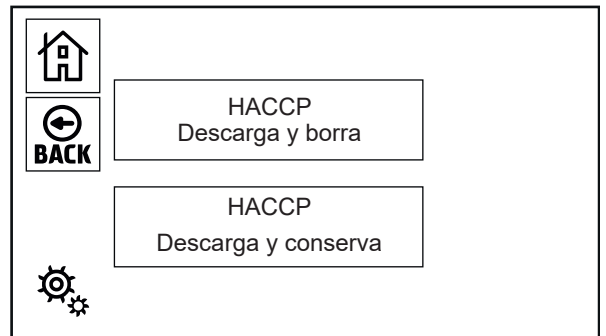 BACK
HACCP
Descarga y borra
HACCP
Descarga y conserva